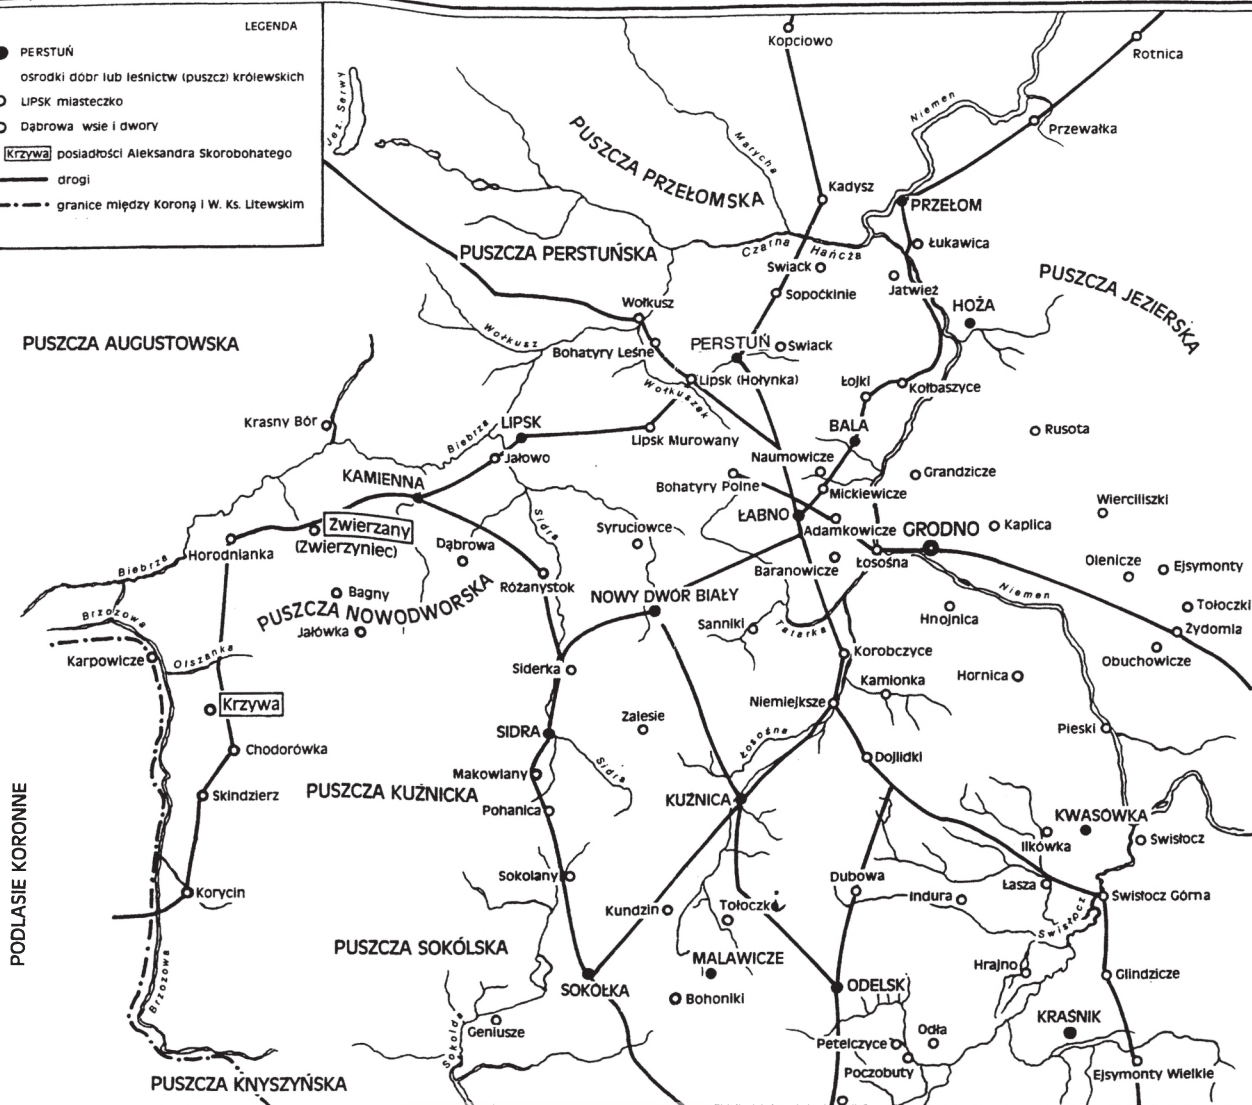 LEGENDA
PERSTUŃ
ośrodki dóbr lub leśnictw (puszcz) królewskich
LIPSK miasteczko
Dąbrowa wsie i dwory
Krzywa posiadłości Aleksandra Skorobohatego
drogi
granice między Koroną i W. Ks. Litewskim
Kopciowo
Rotnica
Jez. Serwy
Niemen
Przewałka
PUSZCZA PRZEŁOMSKA
Marycha
Kadysz
PRZEŁOM
Łukawica
Czarna Hańcza
PUSZCZA PERSTUŃSKA
Świack
Jatwież
Sopoćkinie
PUSZCZA JEZIERSKA
HOŻA
Wołkusz
Wołkusz
PUSZCZA AUGUSTOWSKA
Bohatyry Leśne
PERSTUŃ
Świack
Lipsk (Hołynka)
Łojki
Kołbaszyce
Wołkuszek
Krasny Bór
LIPSK
Biebrza
Lipsk Murowany
BALA
Rusota
Jałowo
Naumowicze
KAMIENNA
Grandzicze
Bohatyry Polne
Mickiewicze
Wierciliszki
Zwierzany
(Zwierzyniec)
Sidra
Syruciowce
ŁABNO
Adamkowicze
GRODNO
Kaplica
Horodnianka
Dąbrowa
Baranowicze
Łosośna
Olenicze
Ejsymonty
Biebrza
Różanystok
Bagny
PUSZCZA NOWODWORSKA
NOWY DWÓR BIAŁY
Niemen
Tołoczki
Brzozowa
Jałówka
Sanniki
Tatarka
Hnojnica
Żydomla
Karpowicze
Olszanka
Siderka
Korobczyce
Obuchowicze
Kamionka
Hornica
Krzywa
Niemiejksze
Zalesie
SIDRA
Łosośna
Pieski
Chodorówka
Dojlidki
Makowlany
Sidra
Skindzierz
PUSZCZA KUŹNICKA
Pohanica
KUŹNICA
KWASÓWKA
Ilkówka
Świsłocz
PODLASIE KORONNE
Sokolany
Dubowa
Łasza
Korycin
Indura
Świsłocz Górna
Kundzin
Tołoczki
Świsłocz
PUSZCZA SOKÓLSKA
MALAWICZE
Hrajno
Glindzicze
Brzozowa
SOKÓŁKA
Bohoniki
ODELSK
KRAŚNIK
Geniusze
Sokołda
Odła
Petelczyce
Poczobuty
Ejsymonty Wielkie
PUSZCZA KNYSZYŃSKA